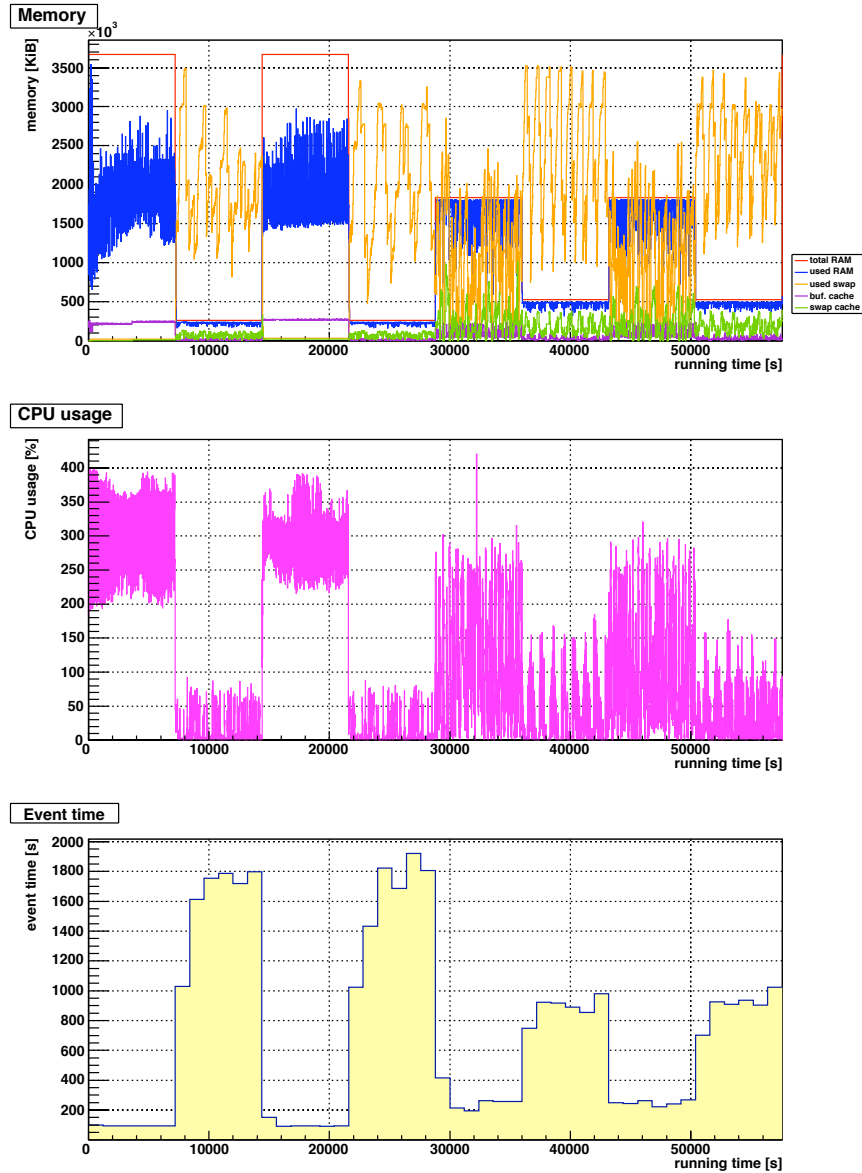 Memory
×10³
memory [KiB]
3500
3000
2500
2000
1500
1000
500
0
0 10000 20000 30000 40000 50000
running time [s]
total RAM
used RAM
used swap
buf. cache
swap cache
CPU usage
CPU usage [%]
400
350
300
250
200
150
100
50
0
0 10000 20000 30000 40000 50000
running time [s]
Event time
event time [s]
2000
1800
1600
1400
1200
1000
800
600
400
200
0 10000 20000 30000 40000 50000
running time [s]